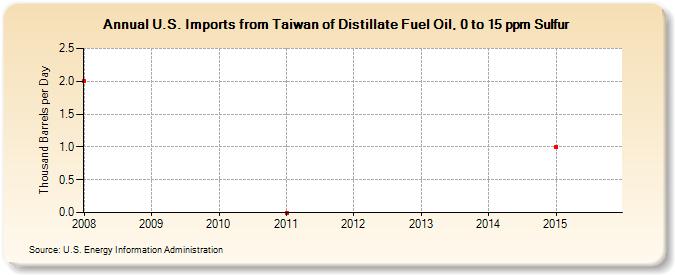 Annual U.S. Imports from Taiwan of Distillate Fuel Oil, 0 to 15 ppm Sulfur
Thousand Barrels per Day
2.5
2.0
1.5
1.0
0.5
0.0
2008 2009 2010 2011 2012 2013 2014 2015
Source: U.S. Energy Information Administration